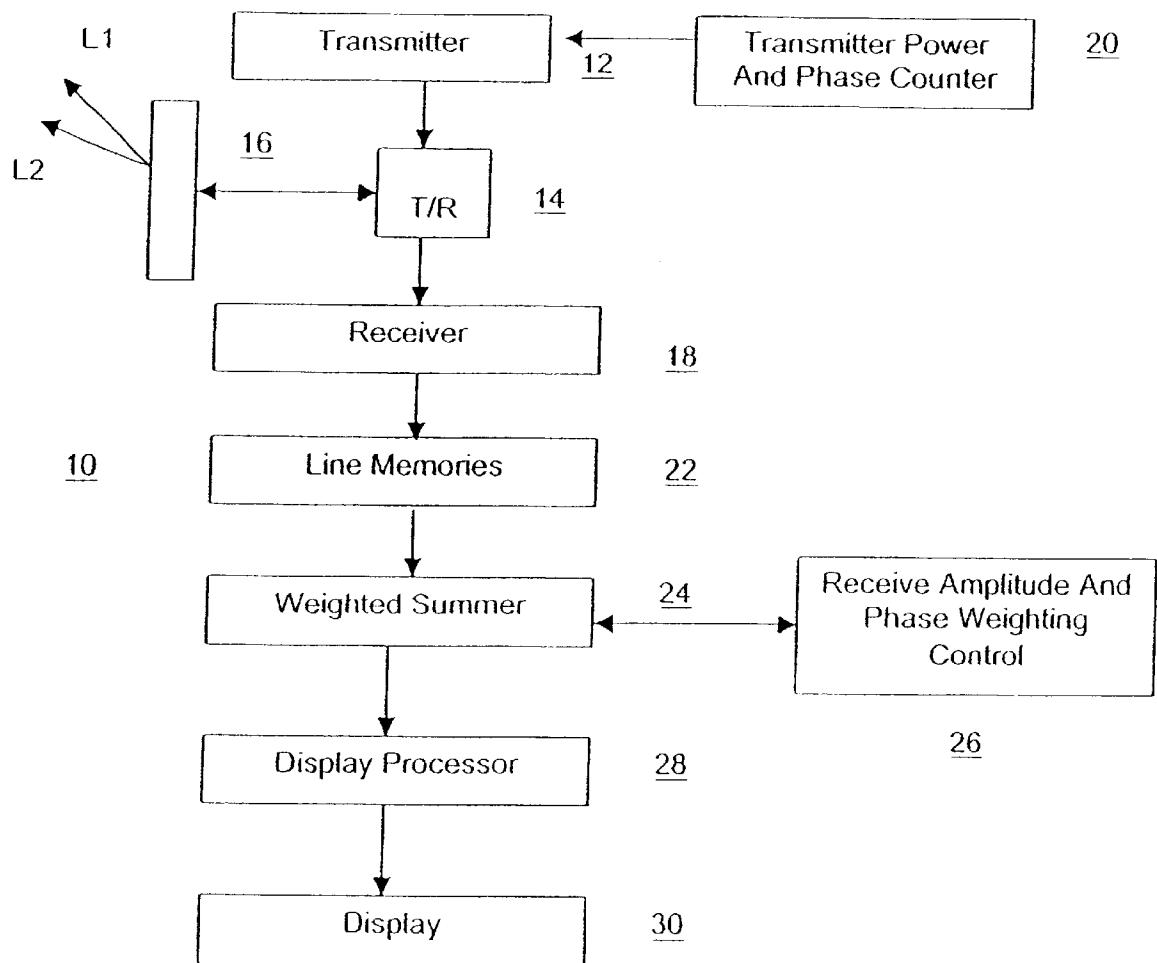 L1
Transmitter
12
Transmitter Power
And Phase Counter
20
L2
16
T/R
14
Receiver
18
10
Line Memories
22
Weighted Summer
24
Receive Amplitude And
Phase Weighting
Control
26
Display Processor
28
Display
30